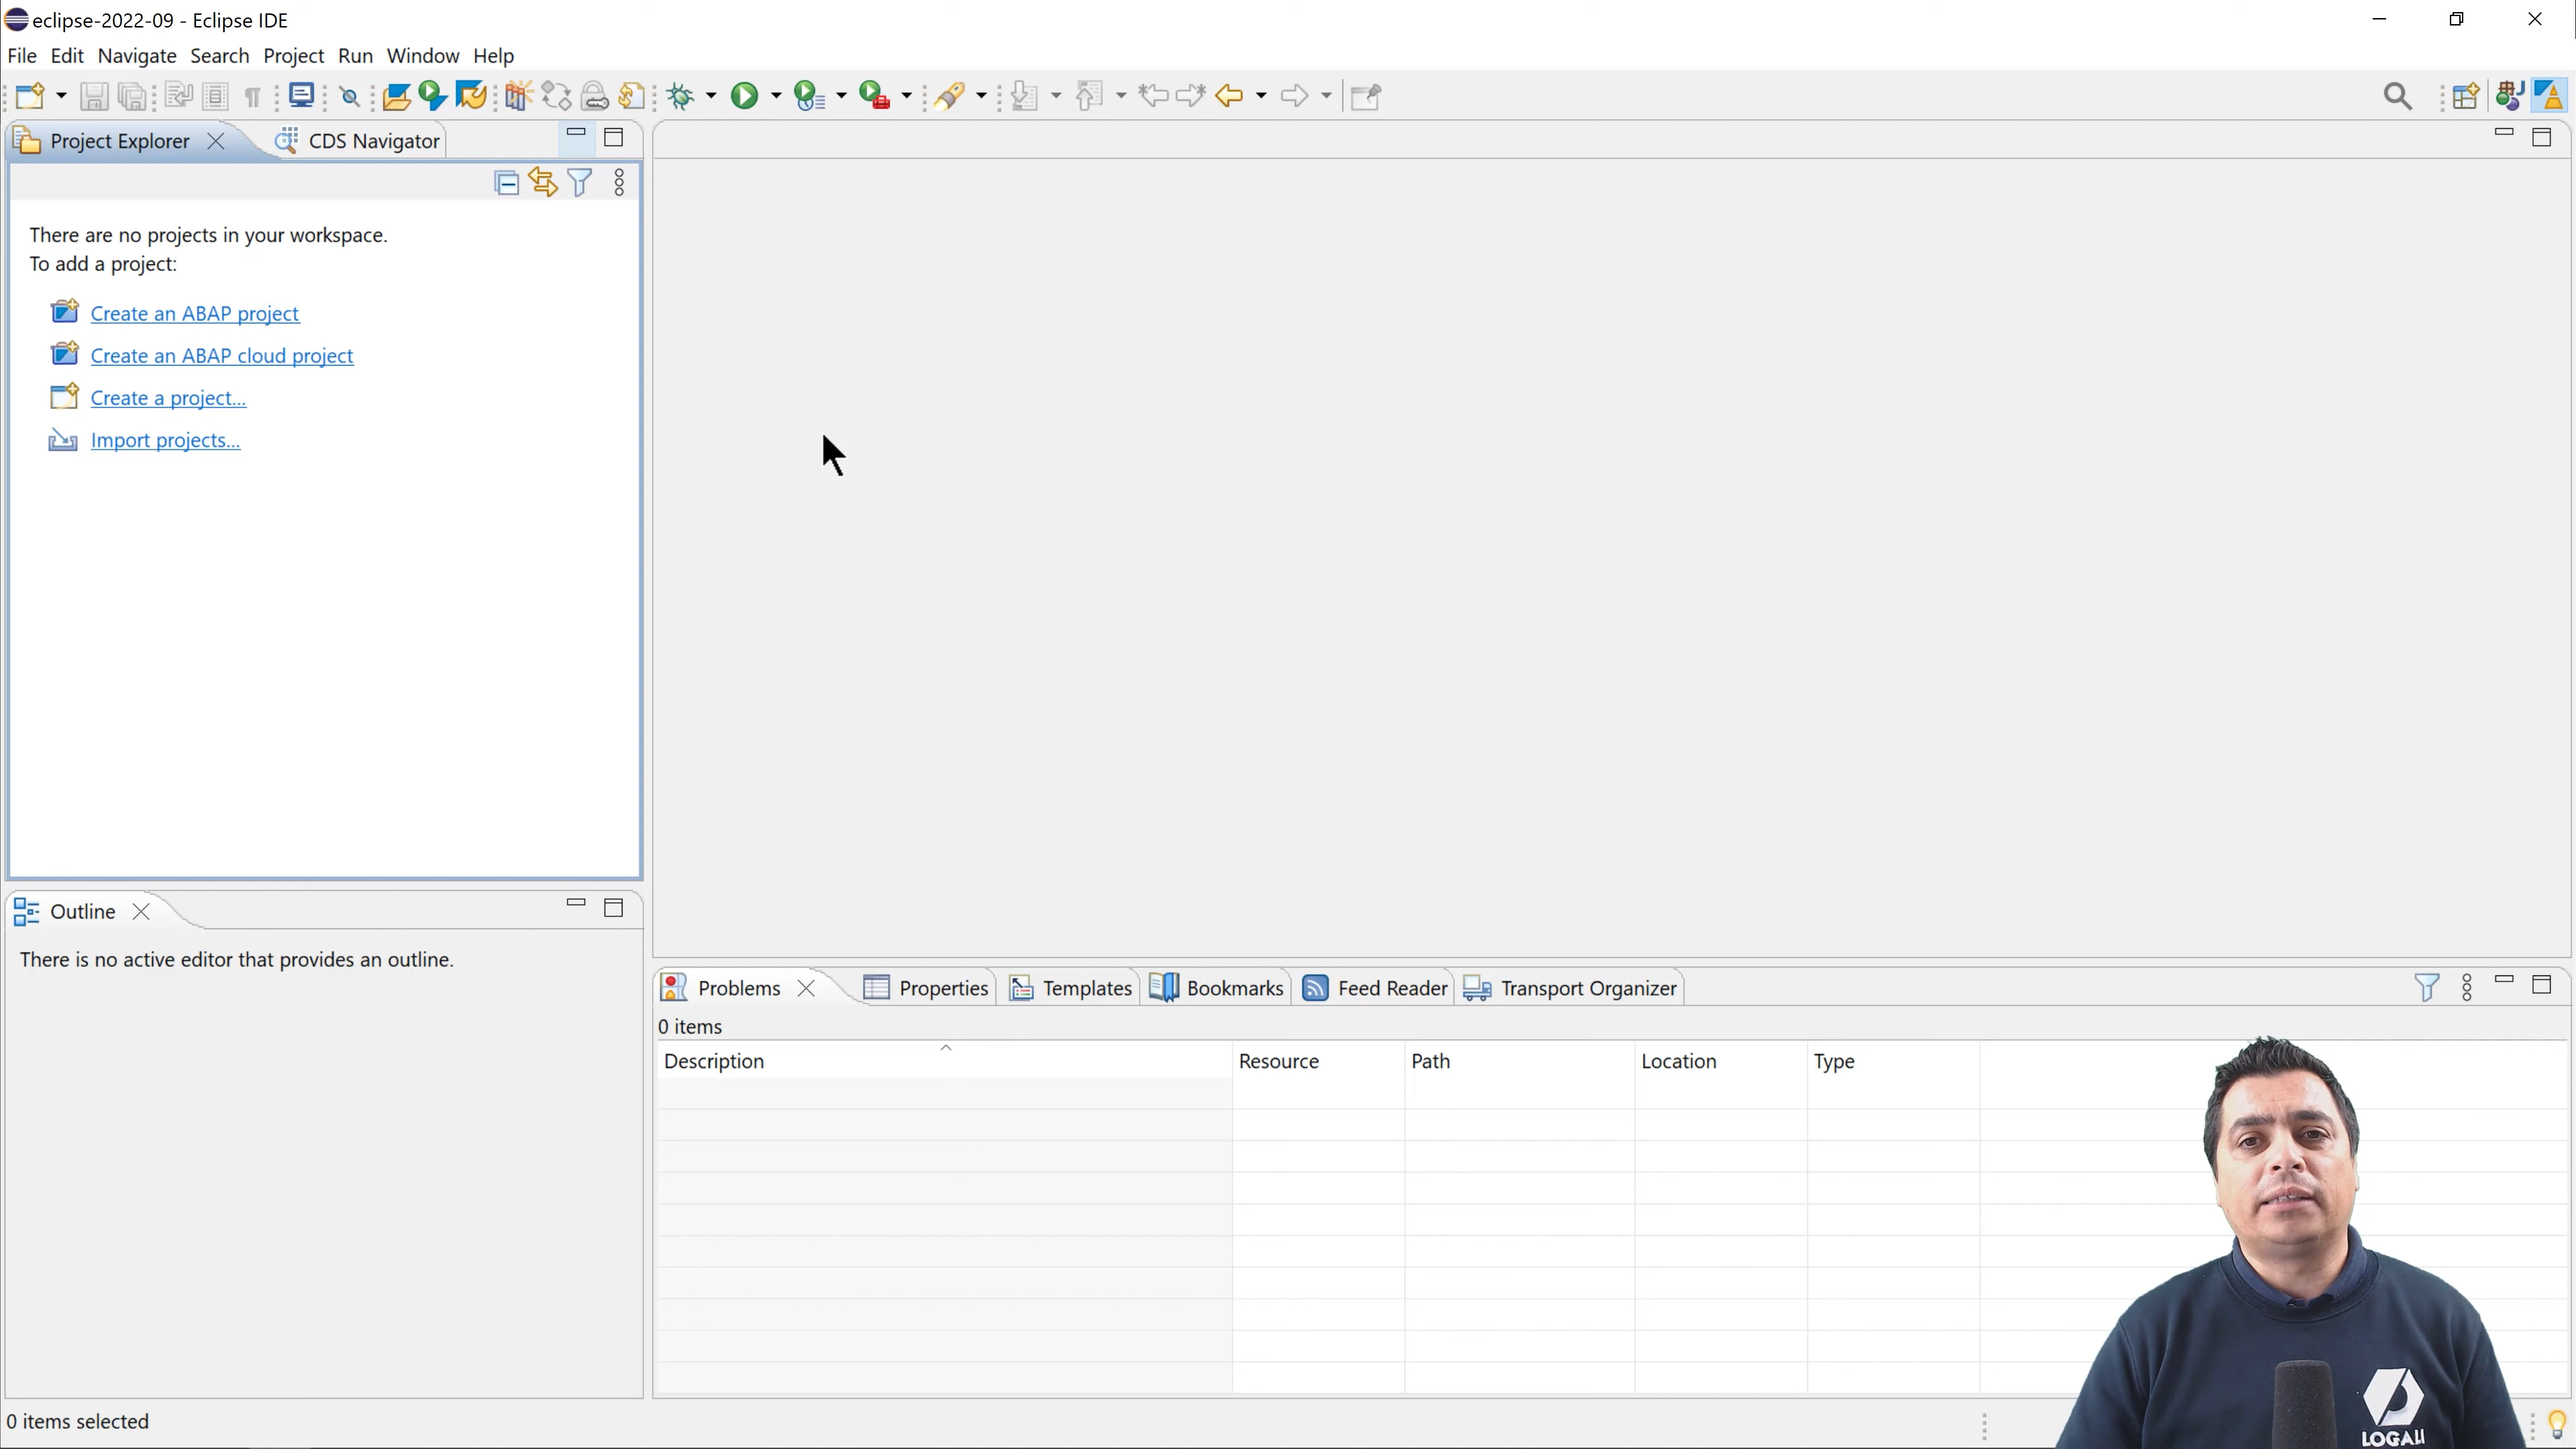 eclipse-2022-09 - Eclipse IDE
File Edit Navigate Search Project Run Window Help
Project Explorer
CDS Navigator
There are no projects in your workspace.
To add a project:
Create an ABAP project
Create an ABAP cloud project
Create a project...
Import projects...
Outline
There is no active editor that provides an outline.
Problems
Properties
Templates
Bookmarks
Feed Reader
Transport Organizer
0 items
Description Resource Path Location Type
LOGALI
0 items selected